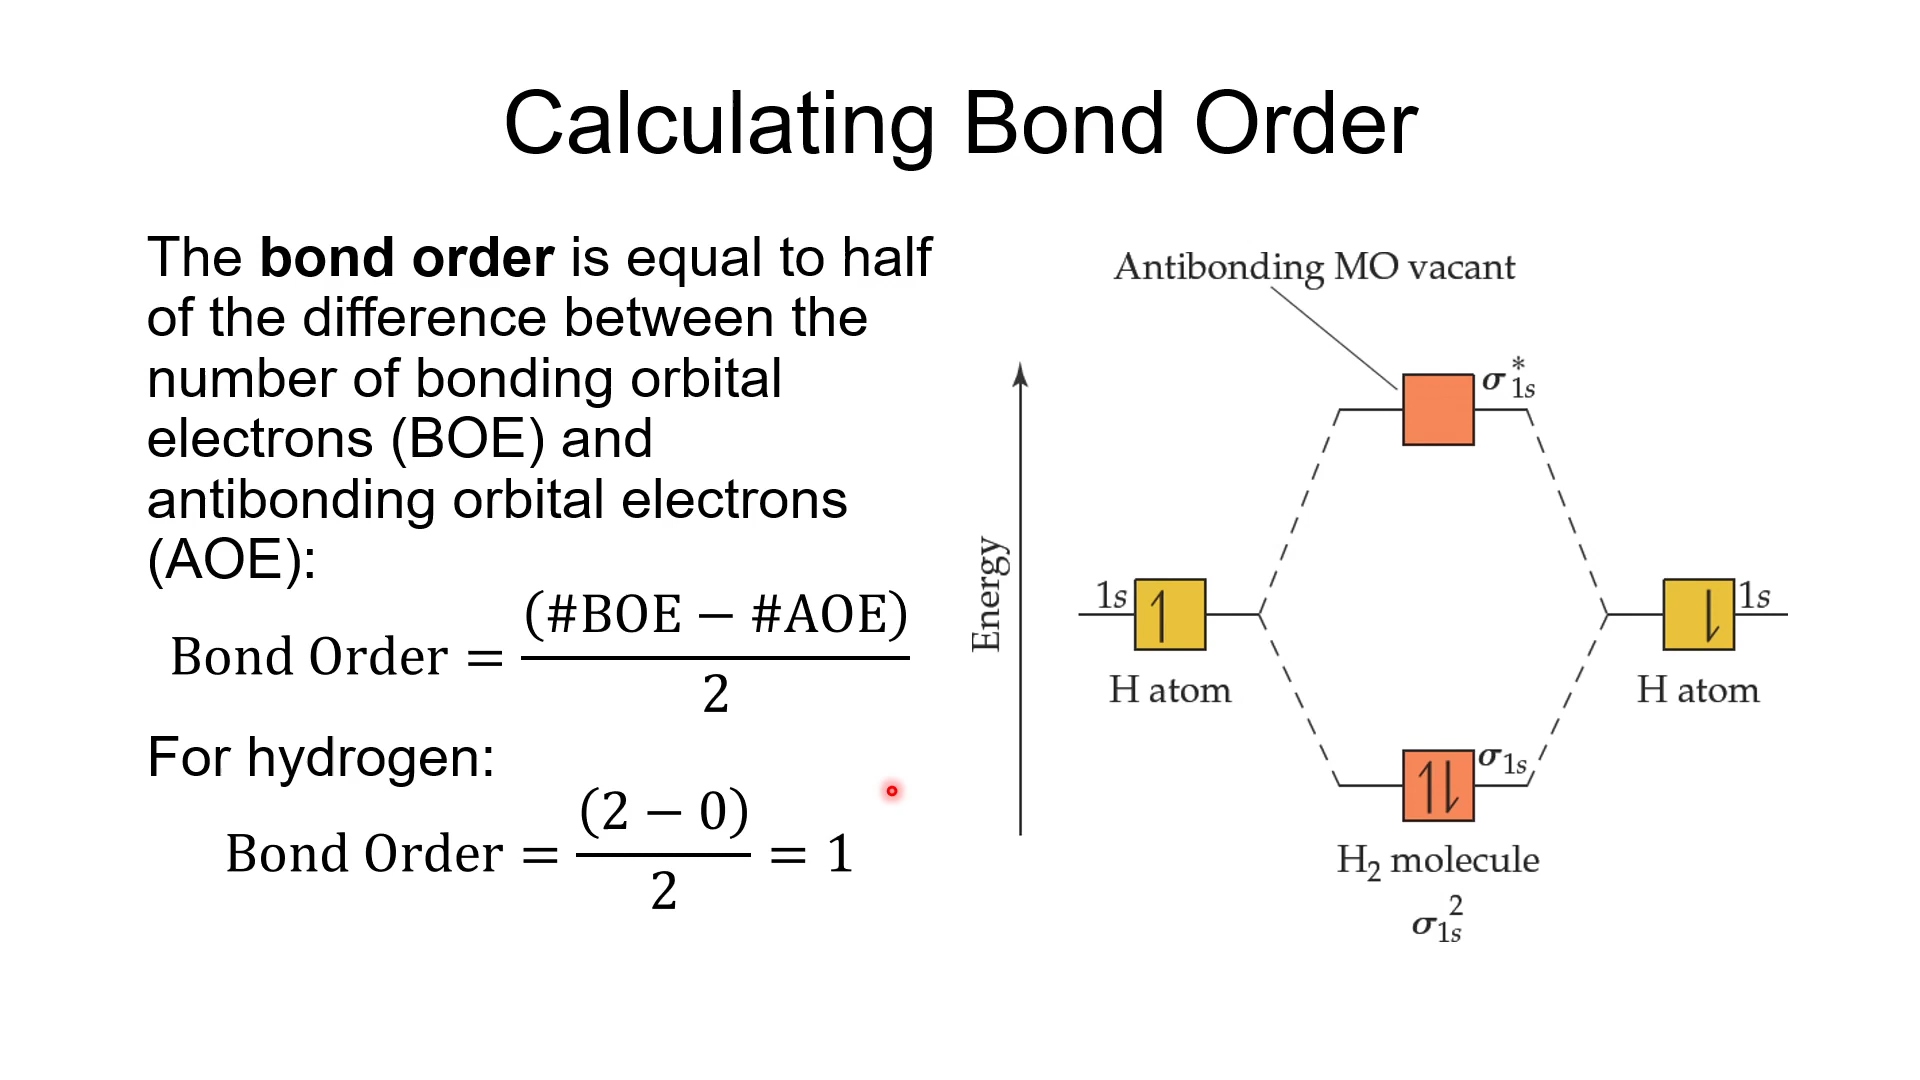 Calculating Bond Order
The bond order is equal to half
of the difference between the
number of bonding orbital
electrons (BOE) and
antibonding orbital electrons
(AOE):
Bond Order = (#BOE − #AOE) / 2
For hydrogen:
Bond Order = (2 − 0) / 2 = 1
Antibonding MO vacant
σ*1s
Energy
1s ↿
⇂ 1s
H atom
H atom
↿⇂ σ1s
H2 molecule
σ1s²